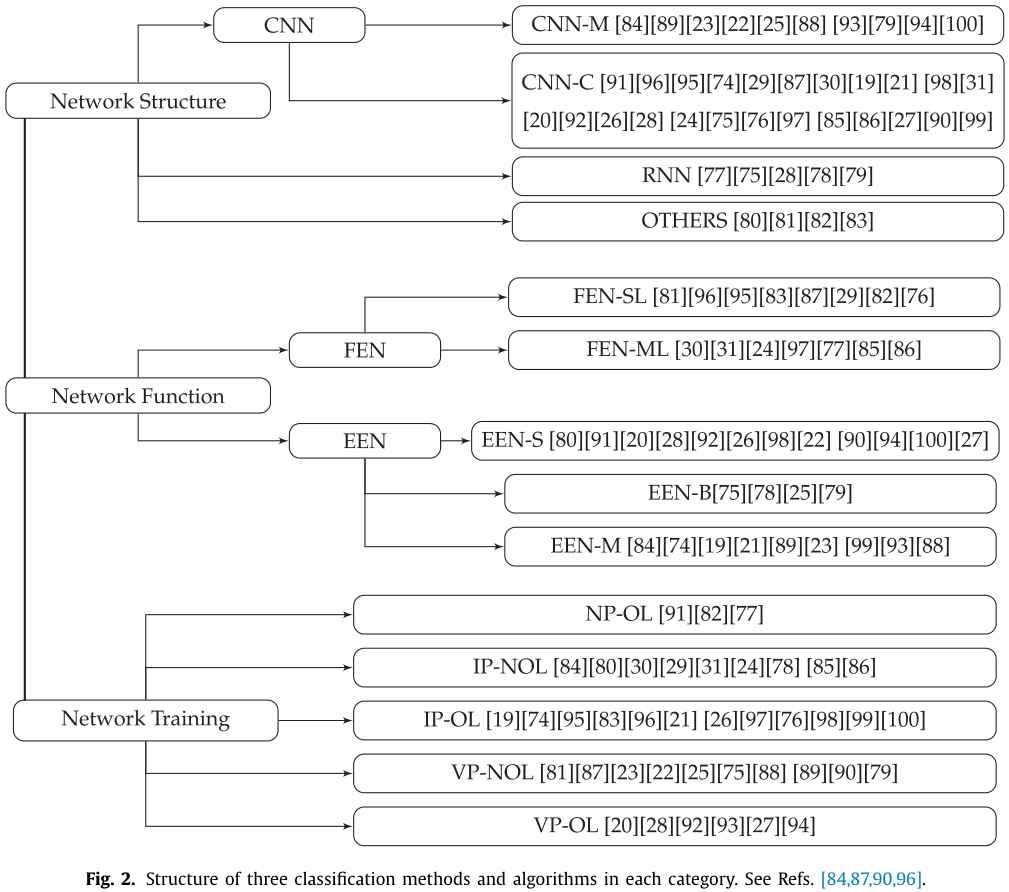 CNN
CNN-M [84][89][23][22][25][88] [93][79][94][100]
Network Structure
CNN-C [91][96][95][74][29][87][30][19][21] [98][31]
[20][92][26][28] [24][75][76][97] [85][86][27][90][99]
RNN [77][75][28][78][79]
OTHERS [80][81][82][83]
FEN-SL [81][96][95][83][87][29][82][76]
FEN
FEN-ML [30][31][24][97][77][85][86]
Network Function
EEN
EEN-S [80][91][20][28][92][26][98][22] [90][94][100][27]
EEN-B[75][78][25][79]
EEN-M [84][74][19][21][89][23] [99][93][88]
NP-OL [91][82][77]
IP-NOL [84][80][30][29][31][24][78] [85][86]
Network Training
IP-OL [19][74][95][83][96][21] [26][97][76][98][99][100]
VP-NOL [81][87][23][22][25][75][88] [89][90][79]
VP-OL [20][28][92][93][27][94]
Fig. 2. Structure of three classification methods and algorithms in each category. See Refs. [84,87,90,96].